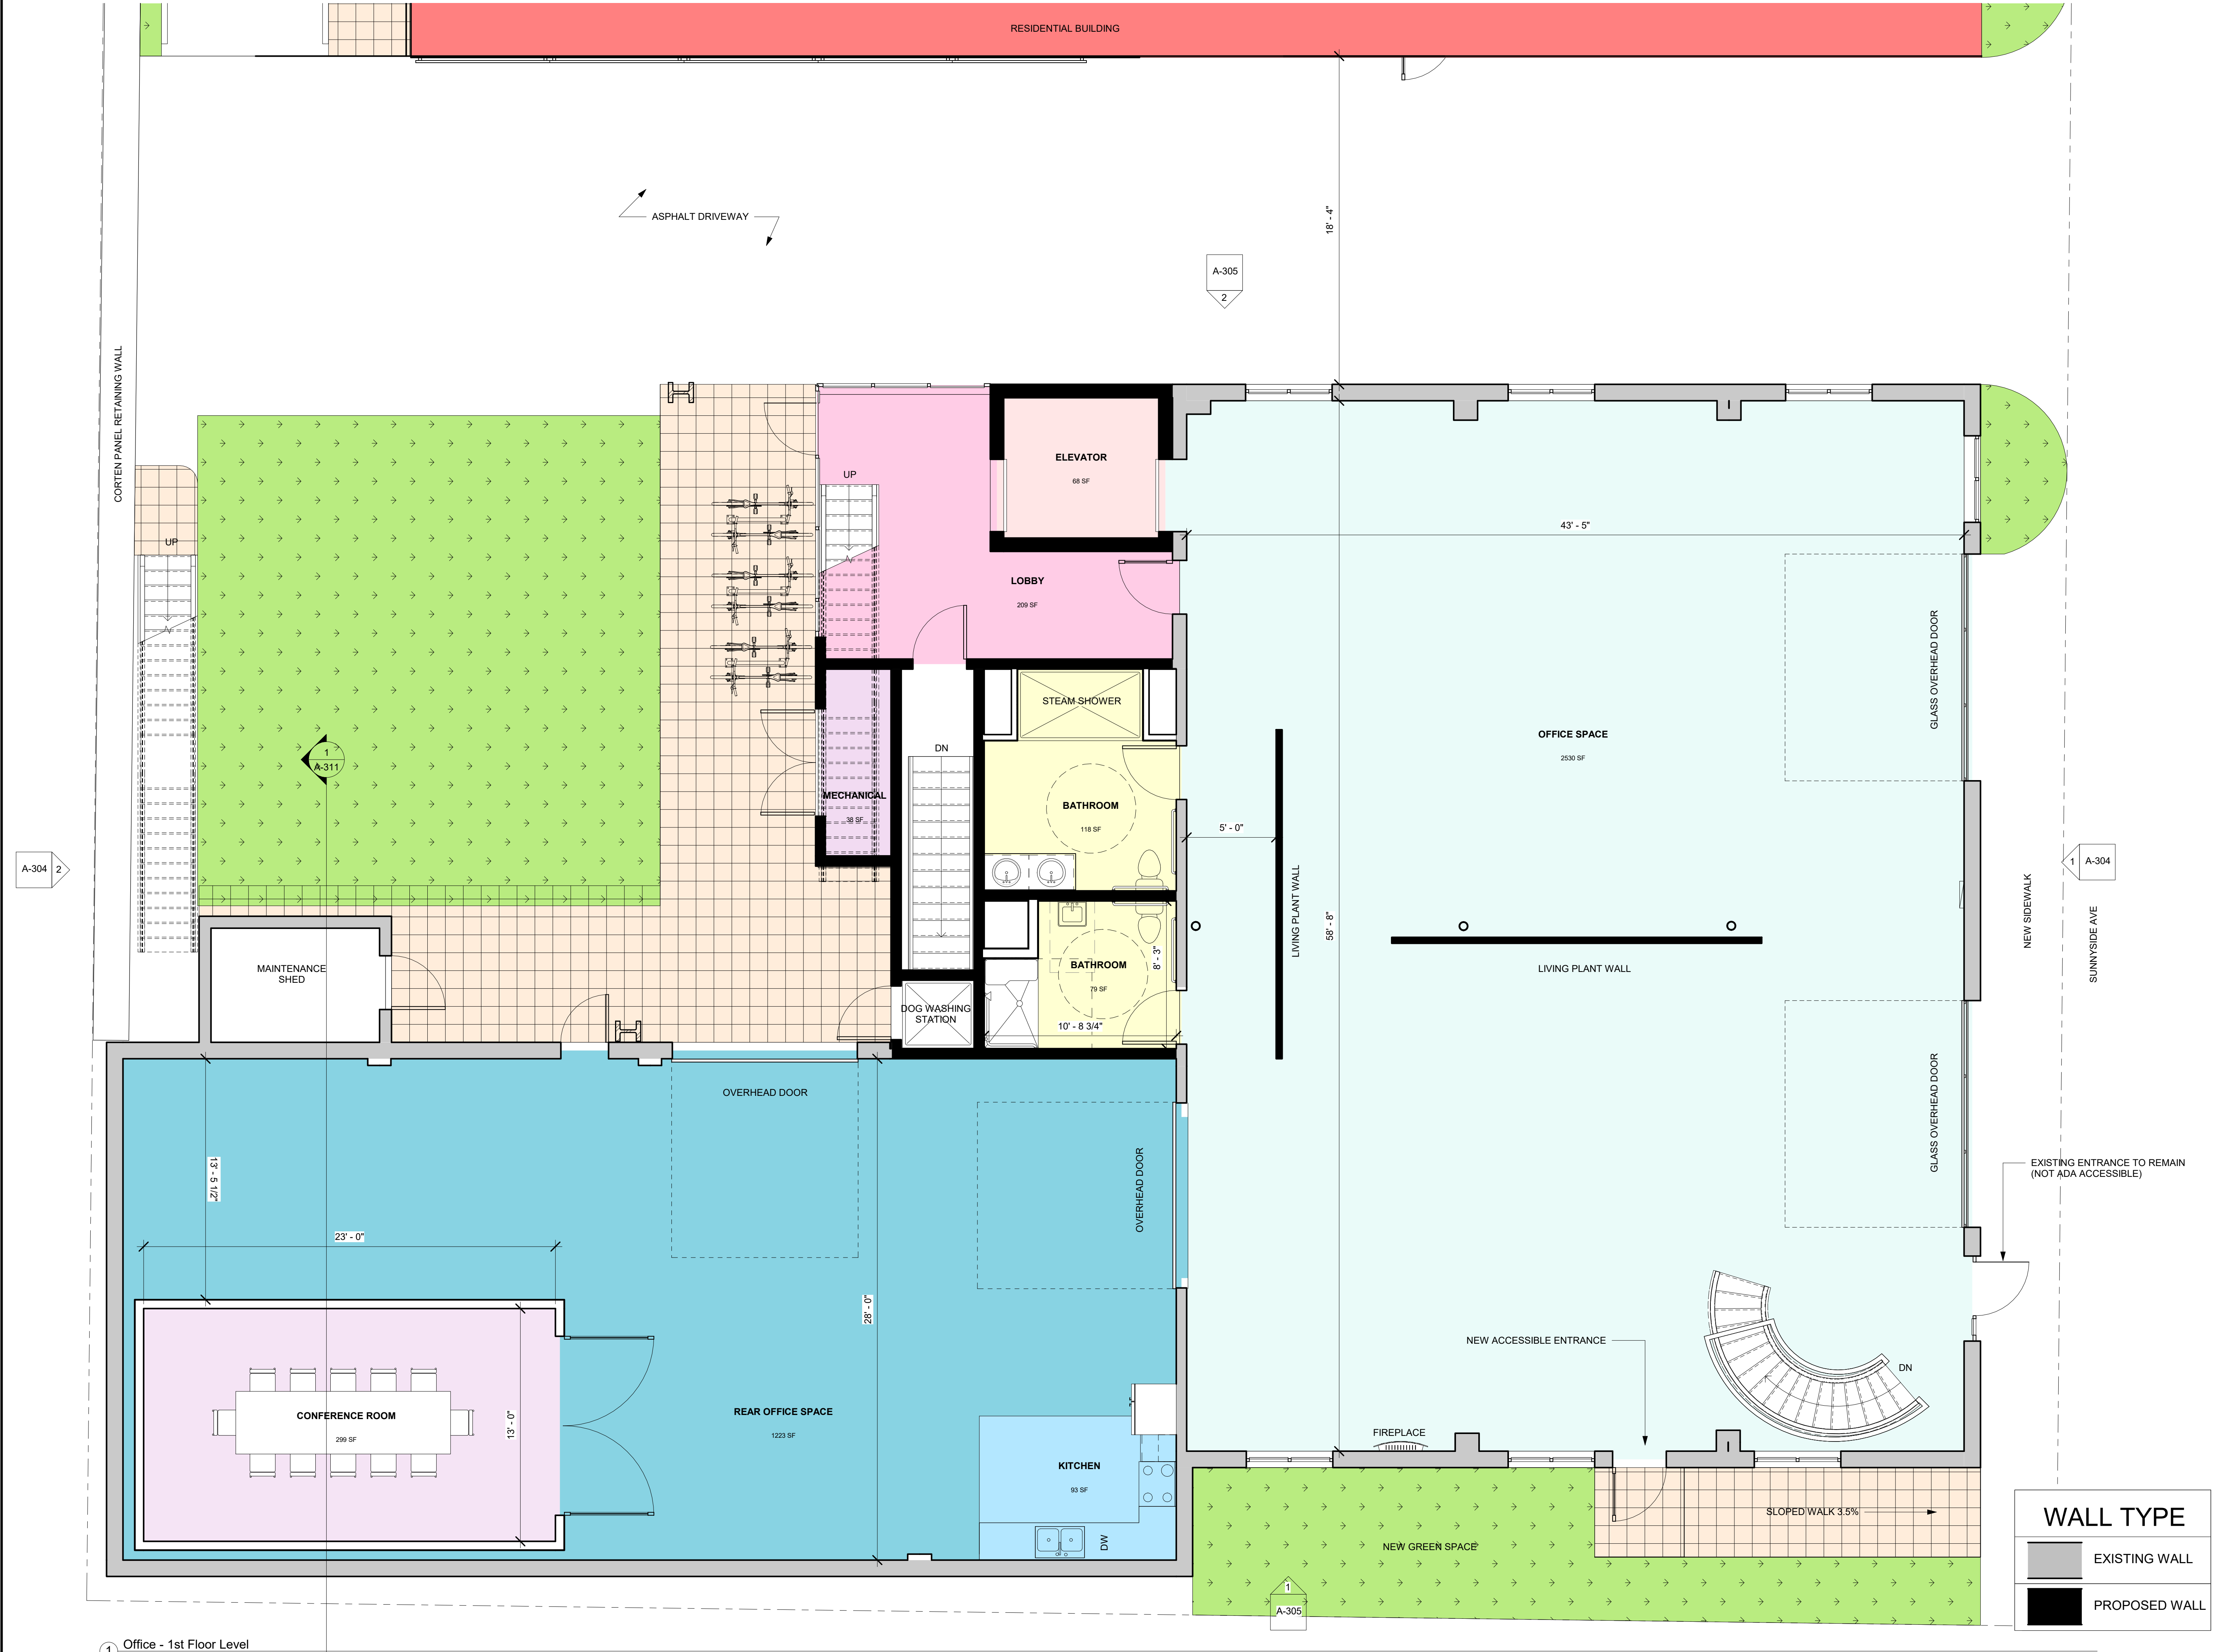 RESIDENTIAL BUILDING
ASPHALT DRIVEWAY
18' - 4"
A-305
2
CORTEN PANEL RETAINING WALL
UP
UP
ELEVATOR
68 SF
43' - 5"
LOBBY
209 SF
GLASS OVERHEAD DOOR
STEAM SHOWER
OFFICE SPACE
2530 SF
DN
1
A-311
MECHANICAL
38 SF
BATHROOM
118 SF
5' - 0"
A-304
2
1
A-304
LIVING PLANT WALL
58' - 8"
NEW SIDEWALK
SUNNYSIDE AVE
MAINTENANCE
SHED
BATHROOM
79 SF
8' - 3"
LIVING PLANT WALL
DOG WASHING
STATION
10' - 8 3/4"
OVERHEAD DOOR
GLASS OVERHEAD DOOR
13' - 5 1/2"
OVERHEAD DOOR
EXISTING ENTRANCE TO REMAIN
(NOT ADA ACCESSIBLE)
23' - 0"
28' - 0"
NEW ACCESSIBLE ENTRANCE
DN
CONFERENCE ROOM
299 SF
13' - 0"
REAR OFFICE SPACE
1223 SF
FIREPLACE
KITCHEN
93 SF
DW
SLOPED WALK 3.5%
NEW GREEN SPACE
1
A-305
WALL TYPE
EXISTING WALL
PROPOSED WALL
1
Office - 1st Floor Level